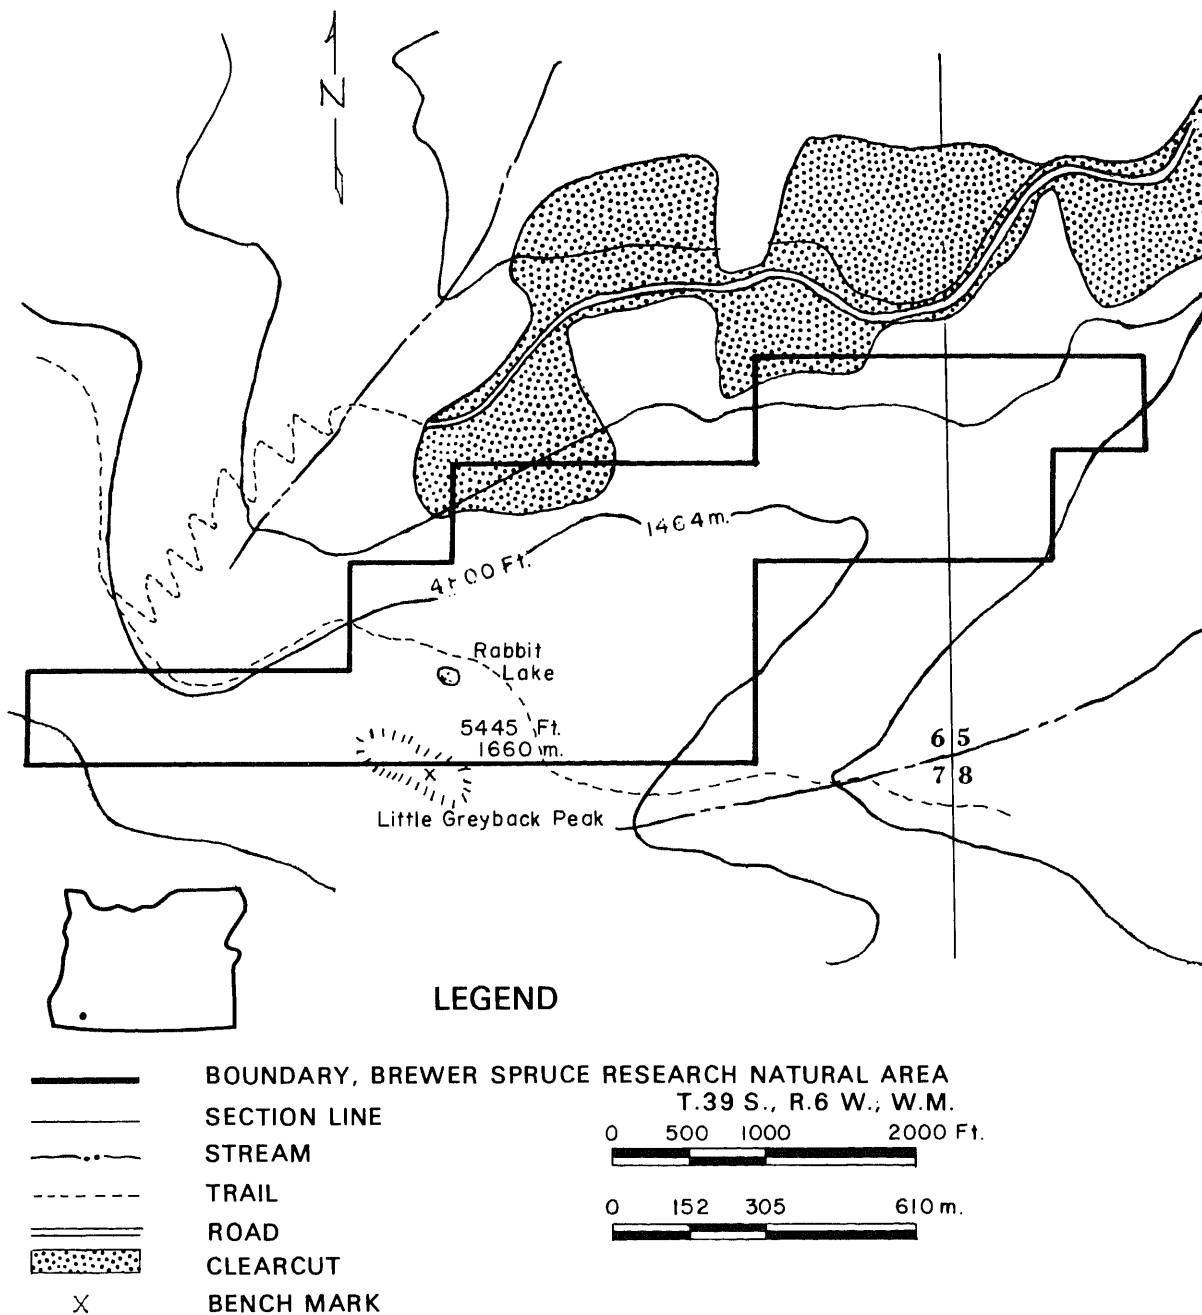 N
1464 m.
Ft.
Rabbit
Lake
5445 Ft.
1660 m.
6 5
7 8
Little Greyback Peak
LEGEND
BOUNDARY, BREWER SPRUCE RESEARCH NATURAL AREA
T.39 S., R.6 W., W.M.
SECTION LINE
0 500 1000 2000 Ft.
STREAM
TRAIL
0 152 305 610 m.
ROAD
CLEARCUT
X BENCH MARK